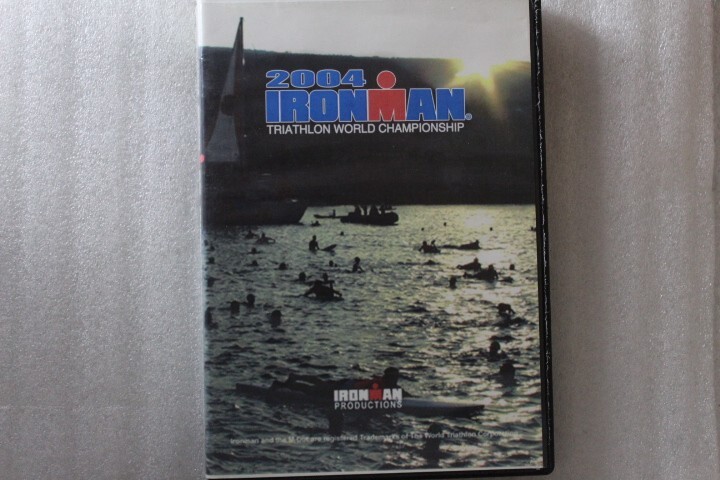 2004
IRONMAN®
TRIATHLON WORLD CHAMPIONSHIP
IRONMAN
PRODUCTIONS
Ironman and the M Dot are registered Trademarks of The World Triathlon Corp